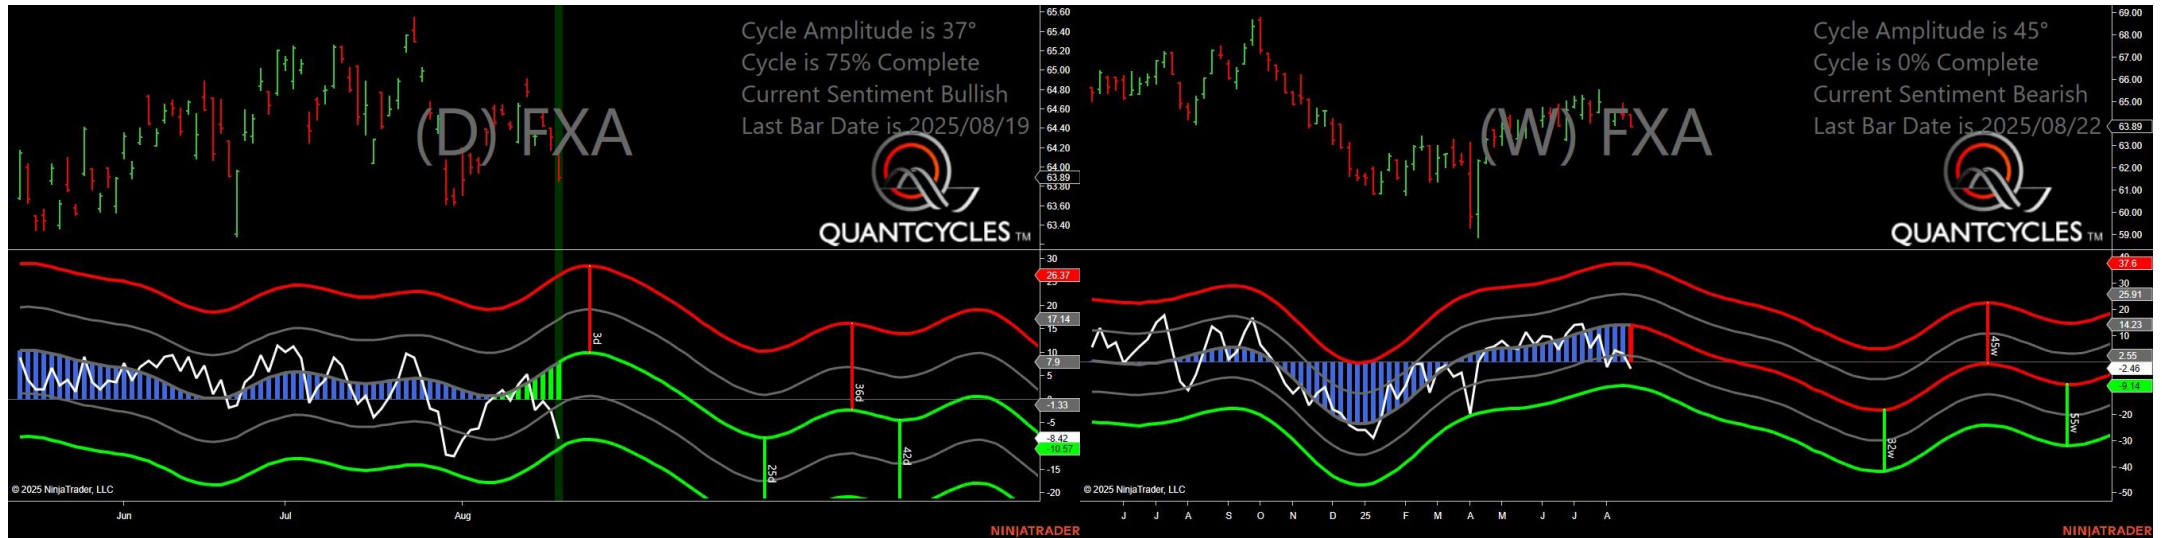 Cycle Amplitude is 37°
Cycle is 75% Complete
Current Sentiment Bullish
Last Bar Date is 2025/08/19
(D) FXA
QUANTCYCLES TM
65.60
65.40
65.20
65.00
64.80
64.60
64.40
64.20
64.00
63.89
63.80
63.60
63.40
30
26.37
20
17.14
15
10
7.9
5
-1.33
-5
-8.42
-10.57
-15
-20
3d
25d
36d
42d
© 2025 NinjaTrader, LLC
Jun Jul Aug
NINJATRADER
Cycle Amplitude is 45°
Cycle is 0% Complete
Current Sentiment Bearish
Last Bar Date is 2025/08/22
(W) FXA
QUANTCYCLES TM
69.00
68.00
67.00
66.00
65.00
63.89
63.00
62.00
61.00
60.00
59.00
37.6
30
25.91
20
14.23
10
2.55
-2.46
-9.14
-20
-30
-40
-50
32w
45w
55w
© 2025 NinjaTrader, LLC
J J A S O N D 25 F M A M J J A
NINJATRADER